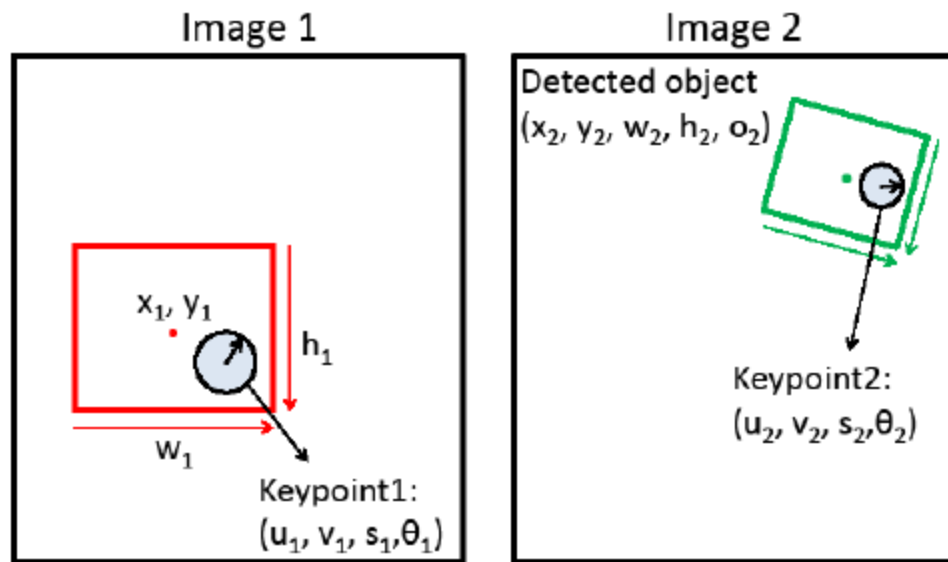 Image 1
x₁, y₁
h₁
w₁
Keypoint1:
(u₁, v₁, s₁,θ₁)
Image 2
Detected object
(x₂, y₂, w₂, h₂, o₂)
Keypoint2:
(u₂, v₂, s₂,θ₂)